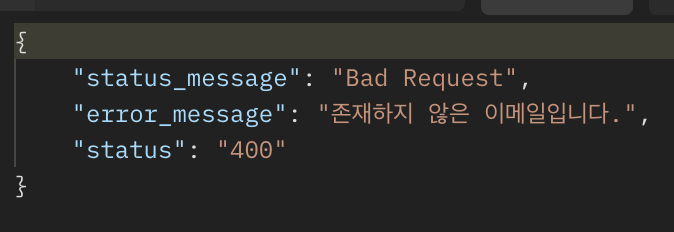 {
"status_message": "Bad Request",
"error_message": "존재하지 않은 이메일입니다.",
"status": "400"
}